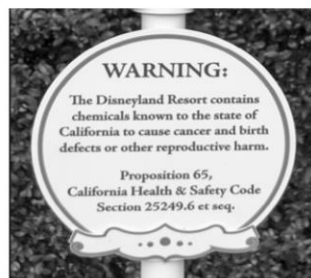 WARNING:
The Disneyland Resort contains
chemicals known to the state of
California to cause cancer and birth
defects or other reproductive harm.
Proposition 65,
California Health & Safety Code
Section 25249.6 et seq.